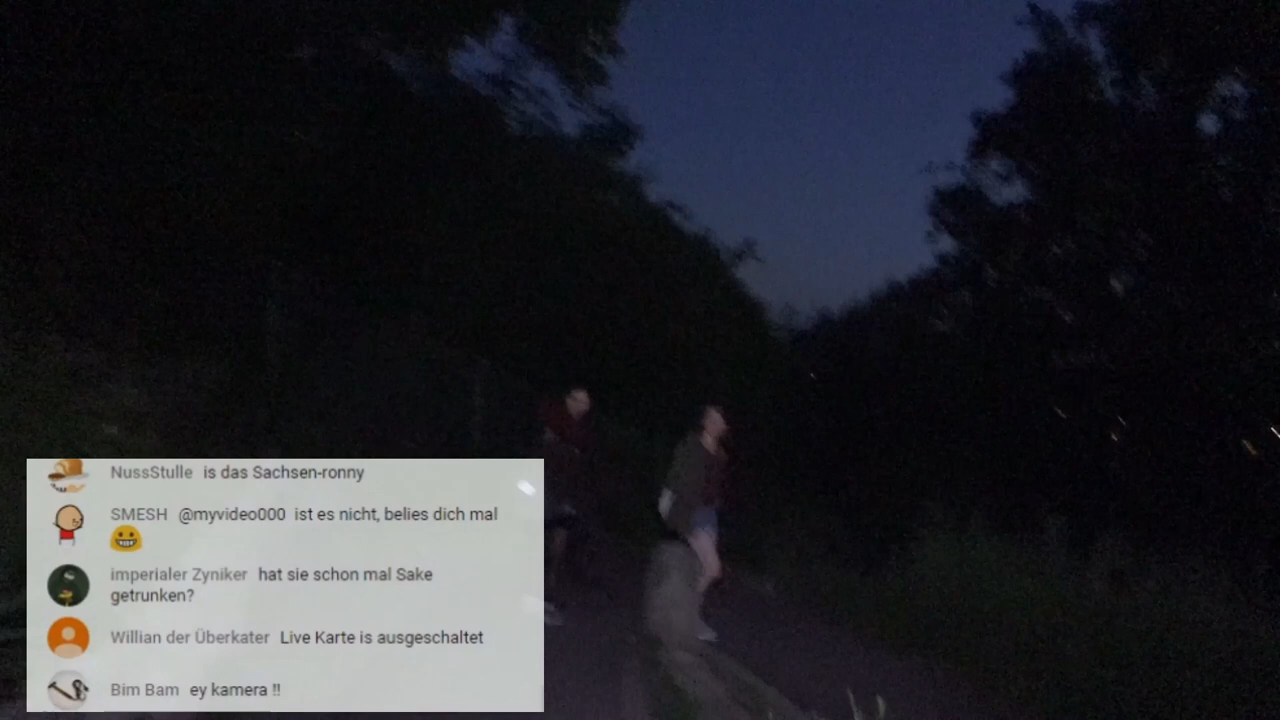 NussStulle is das Sachsen-ronny
SMESH @myvideo000 ist es nicht, belies dich mal
imperialer Zyniker hat sie schon mal Sake
getrunken?
Willian der Überkater Live Karte is ausgeschaltet
Bim Bam ey kamera !!